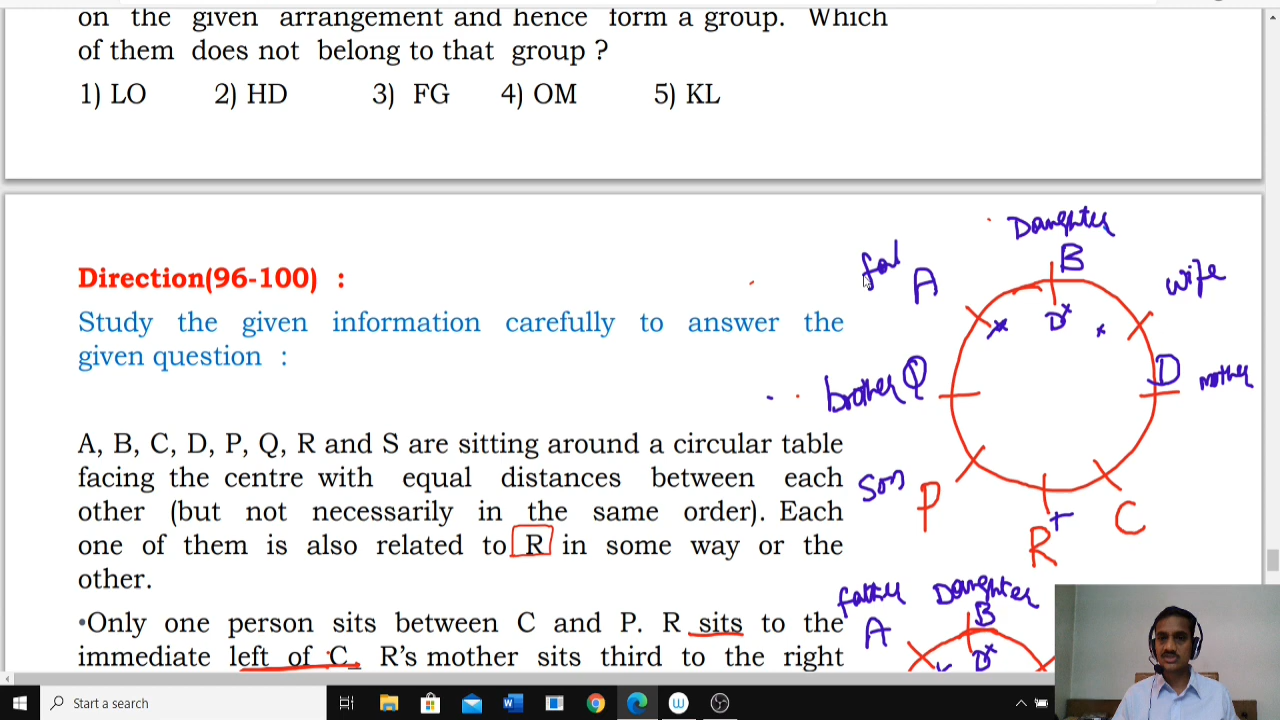 on the given arrangement and hence form a group. Which
of them does not belong to that group ?
1) LO 2) HD 3) FG 4) OM 5) KL
Direction(96-100) :
Study the given information carefully to answer the
given question :
A, B, C, D, P, Q, R and S are sitting around a circular table
facing the centre with equal distances between each
other (but not necessarily in the same order). Each
one of them is also related to R in some way or the
other.
•Only one person sits between C and P. R sits to the
immediate left of C. R's mother sits third to the right
Daughter
B
A
wife
D
D
mother
brother Q
son
P
R
C
father
Daughter
A
B
D
Start a search